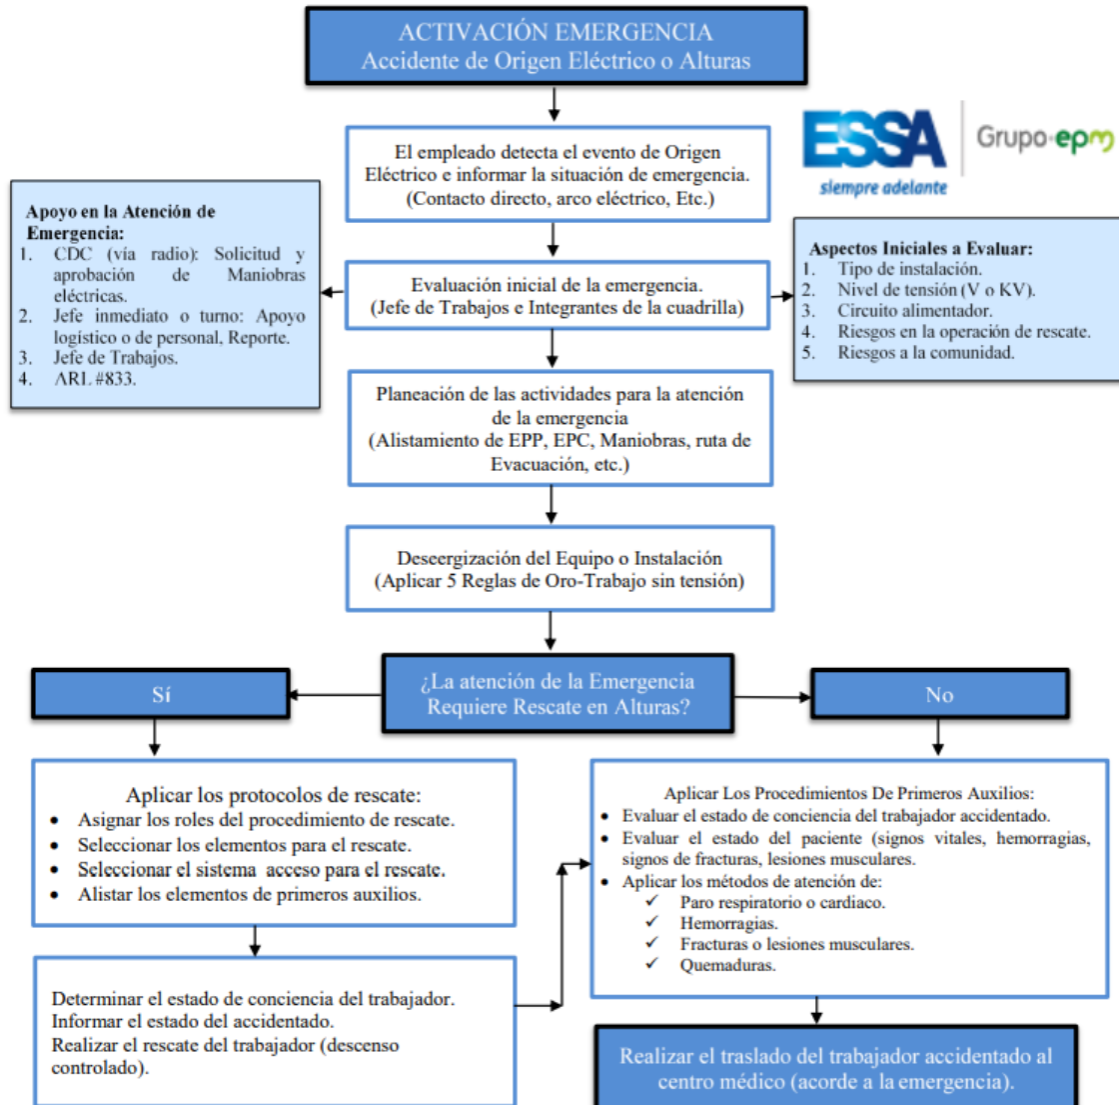 ACTIVACIÓN EMERGENCIA
Accidente de Origen Eléctrico o Alturas
ESSA
siempre adelante
Grupo·epm
El empleado detecta el evento de Origen
Eléctrico e informar la situación de emergencia.
(Contacto directo, arco eléctrico, Etc.)
Apoyo en la Atención de
Emergencia:
1. CDC (vía radio): Solicitud y
aprobación de Maniobras
eléctricas.
2. Jefe inmediato o turno: Apoyo
logístico o de personal, Reporte.
3. Jefe de Trabajos.
4. ARL #833.
Evaluación inicial de la emergencia.
(Jefe de Trabajos e Integrantes de la cuadrilla)
Aspectos Iniciales a Evaluar:
1. Tipo de instalación.
2. Nivel de tensión (V o KV).
3. Circuito alimentador.
4. Riesgos en la operación de rescate.
5. Riesgos a la comunidad.
Planeación de las actividades para la atención
de la emergencia
(Alistamiento de EPP, EPC, Maniobras, ruta de
Evacuación, etc.)
Deseergización del Equipo o Instalación
(Aplicar 5 Reglas de Oro-Trabajo sin tensión)
¿La atención de la Emergencia
Requiere Rescate en Alturas?
Sí
No
Aplicar los protocolos de rescate:
• Asignar los roles del procedimiento de rescate.
• Seleccionar los elementos para el rescate.
• Seleccionar el sistema acceso para el rescate.
• Alistar los elementos de primeros auxilios.
Determinar el estado de conciencia del trabajador.
Informar el estado del accidentado.
Realizar el rescate del trabajador (descenso
controlado).
Aplicar Los Procedimientos De Primeros Auxilios:
• Evaluar el estado de conciencia del trabajador accidentado.
• Evaluar el estado del paciente (signos vitales, hemorragias,
signos de fracturas, lesiones musculares.
• Aplicar los métodos de atención de:
✓ Paro respiratorio o cardiaco.
✓ Hemorragias.
✓ Fracturas o lesiones musculares.
✓ Quemaduras.
Realizar el traslado del trabajador accidentado al
centro médico (acorde a la emergencia).